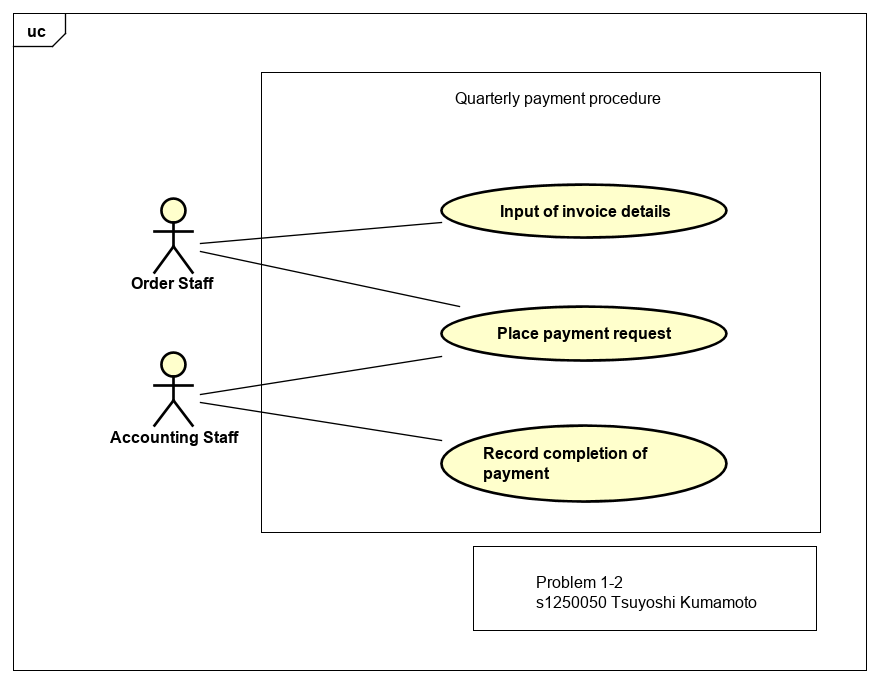 uc
Quarterly payment procedure
Input of invoice details
Order Staff
Place payment request
Accounting Staff
Record completion of
payment
Problem 1-2
s1250050 Tsuyoshi Kumamoto